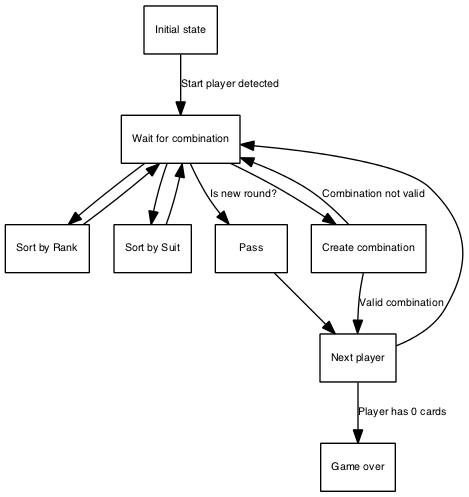 Initial state
Start player detected
Wait for combination
Is new round?
Combination not valid
Sort by Rank
Sort by Suit
Pass
Create combination
Valid combination
Next player
Player has 0 cards
Game over